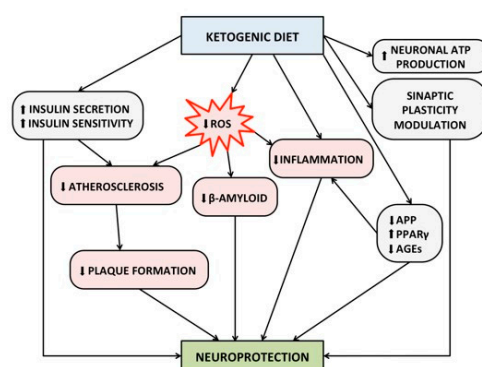 KETOGENIC DIET
⬆ NEURONAL ATP
PRODUCTION
⬆ INSULIN SECRETION
⬆ INSULIN SENSITIVITY
⬇ROS
SINAPTIC
PLASTICITY
MODULATION
⬇INFLAMMATION
⬇ ATHEROSCLEROSIS
⬇ β-AMYLOID
⬇ APP
⬆ PPARγ
⬇ AGEs
⬇ PLAQUE FORMATION
NEUROPROTECTION